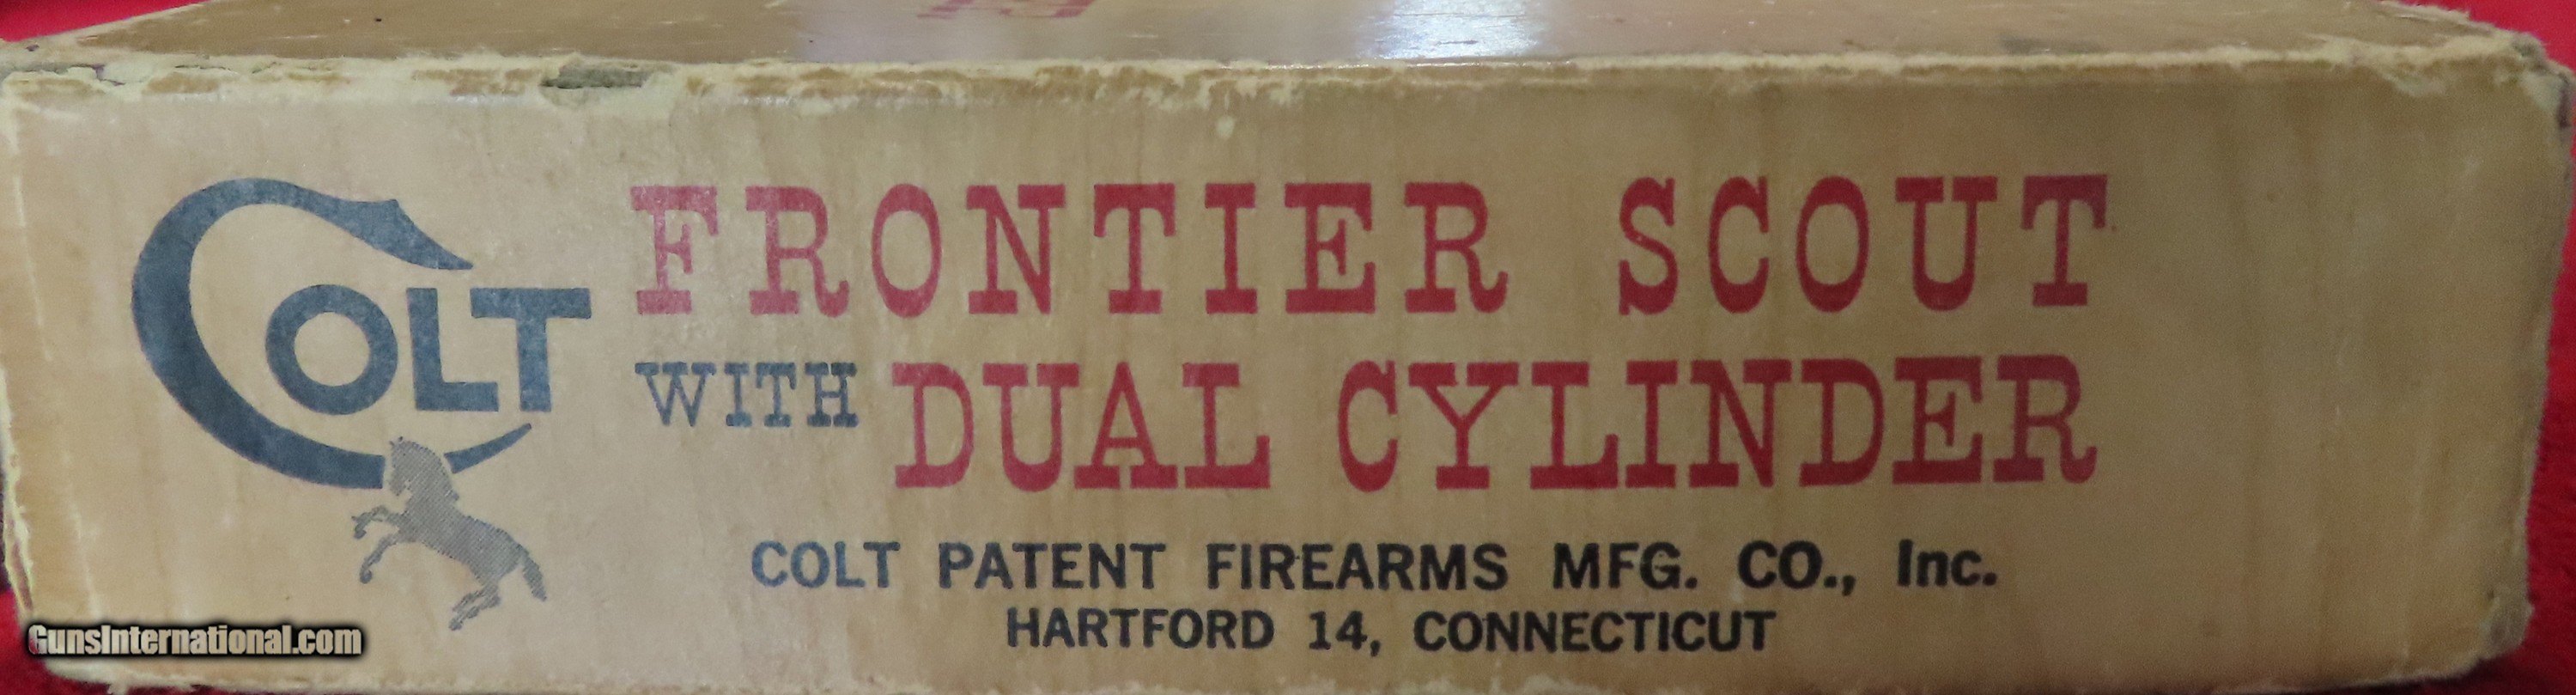 COLT
FRONTIER SCOUT
WITH DUAL CYLINDER
COLT PATENT FIREARMS MFG. CO., Inc.
HARTFORD 14, CONNECTICUT
GunsInternational.com